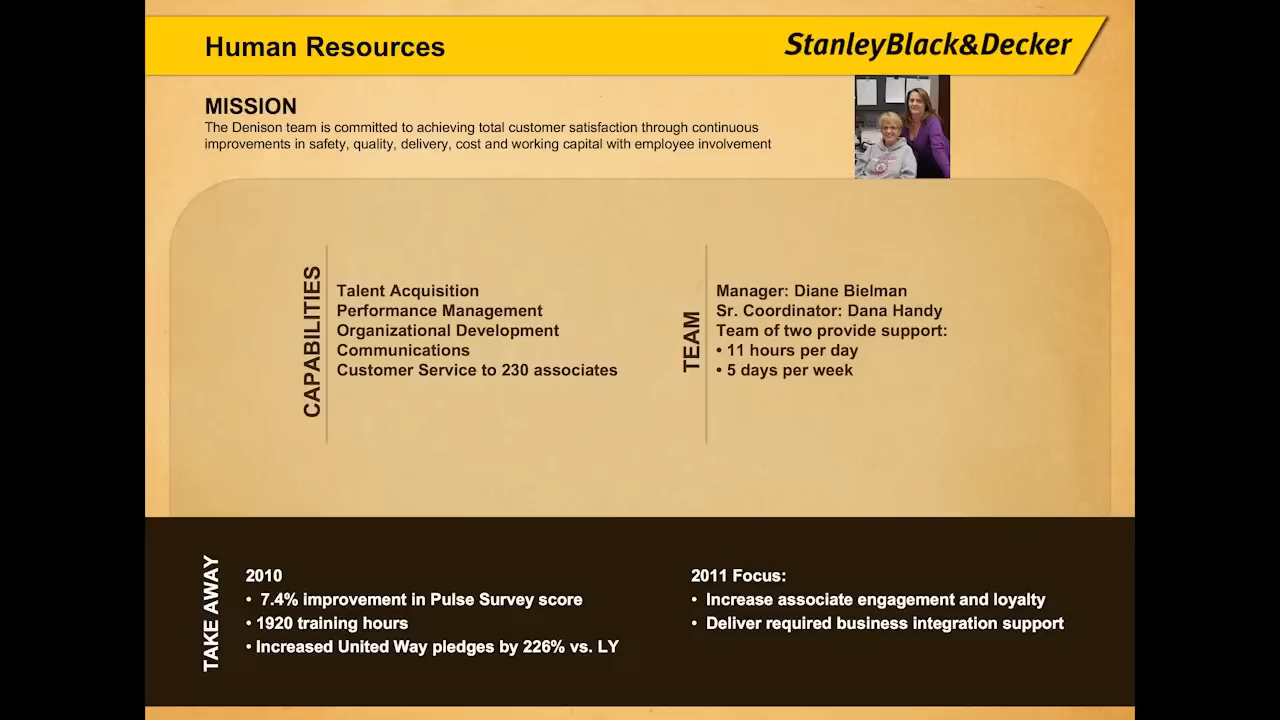 Human Resources
StanleyBlack&Decker
MISSION
The Denison team is committed to achieving total customer satisfaction through continuous
improvements in safety, quality, delivery, cost and working capital with employee involvement
CAPABILITIES
Talent Acquisition
Performance Management
Organizational Development
Communications
Customer Service to 230 associates
TEAM
Manager: Diane Bielman
Sr. Coordinator: Dana Handy
Team of two provide support:
• 11 hours per day
• 5 days per week
TAKE AWAY
2010
• 7.4% improvement in Pulse Survey score
• 1920 training hours
• Increased United Way pledges by 226% vs. LY
2011 Focus:
• Increase associate engagement and loyalty
• Deliver required business integration support